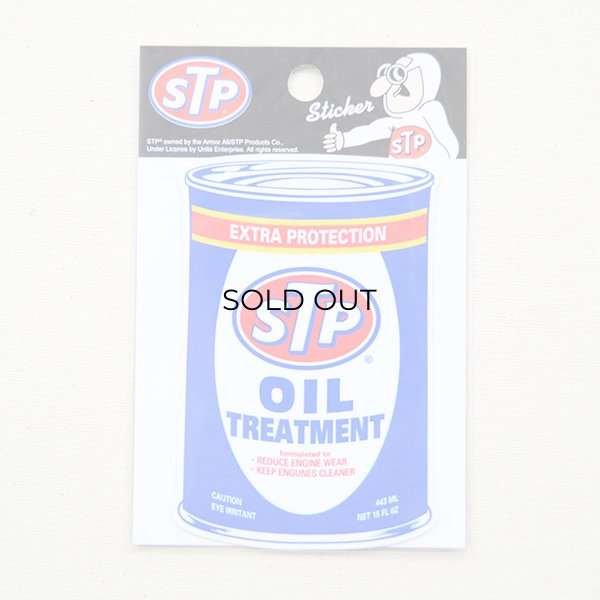 STP
Sticker
STP
STP® owned by the Armor All/STP Products Co.,
Under License by Unite Enterprise. All rights reserved.
EXTRA PROTECTION
STP
®
SOLD OUT
OIL
TREATMENT
formulated to
• REDUCE ENGINE WEAR
• KEEP ENGUNES CLEANER
CAUTION
EYE IRRITANT
443 ML
NET 15 FL OZ